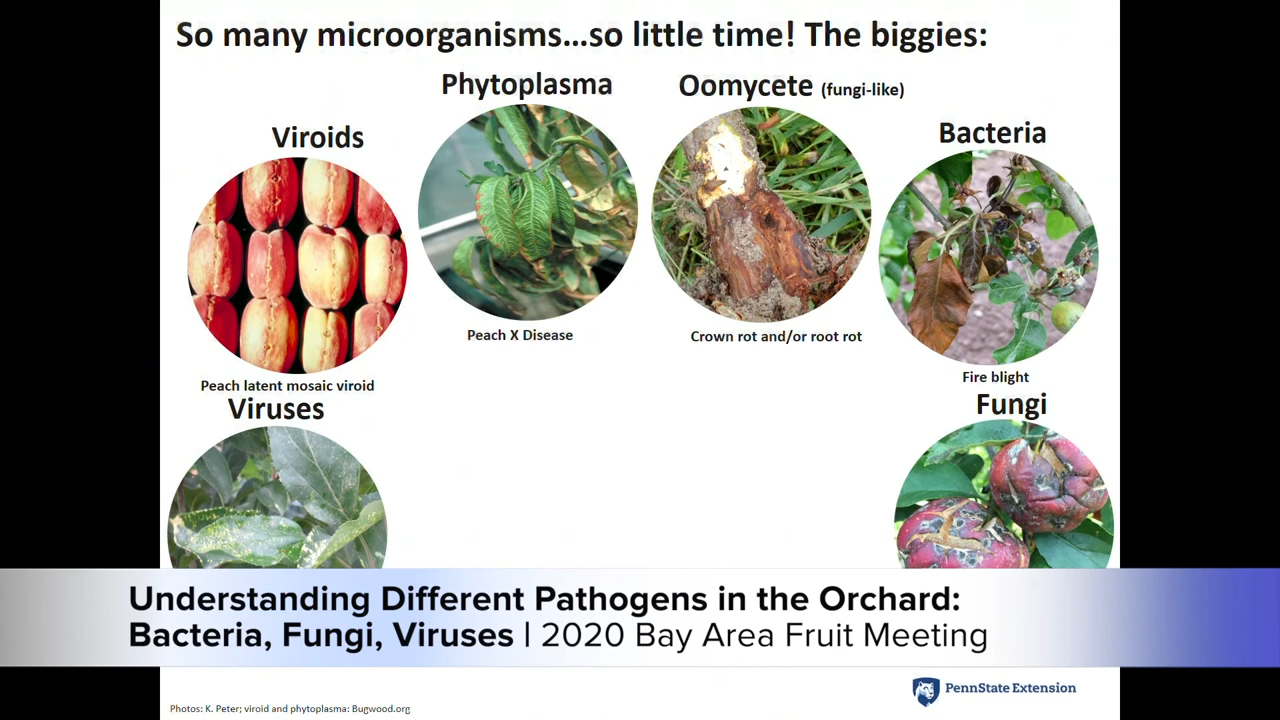 So many microorganisms...so little time! The biggies:
Phytoplasma
Oomycete (fungi-like)
Viroids
Bacteria
Peach X Disease
Crown rot and/or root rot
Peach latent mosaic viroid
Fire blight
Viruses
Fungi
Understanding Different Pathogens in the Orchard:
Bacteria, Fungi, Viruses | 2020 Bay Area Fruit Meeting
PennState Extension
Photos: K. Peter; viroid and phytoplasma: Bugwood.org